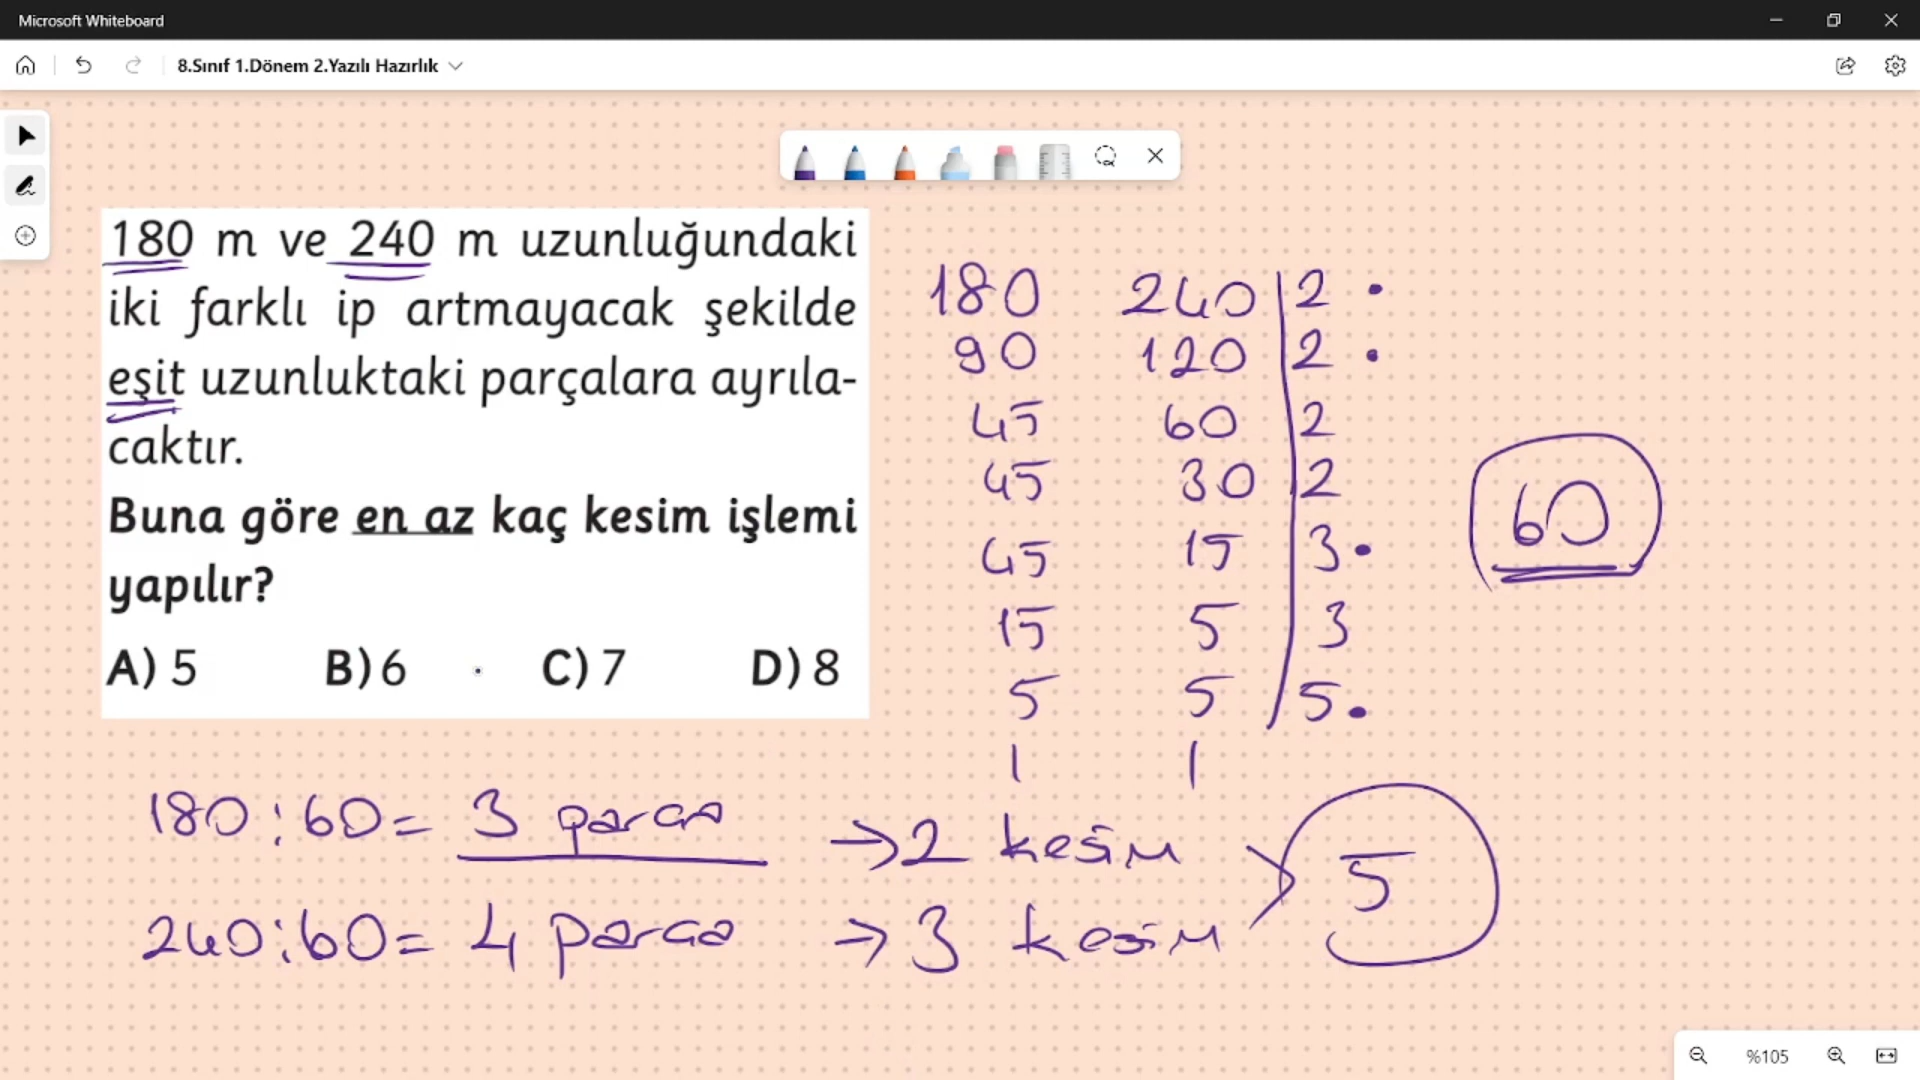 Microsoft Whiteboard
8.Sınıf 1.Dönem 2.Yazılı Hazırlık
180 m ve 240 m uzunluğundaki
iki farklı ip artmayacak şekilde
eşit uzunluktaki parçalara ayrıla-
caktır.
Buna göre en az kaç kesim işlemi
yapılır?
A) 5 B) 6 C) 7 D) 8
180 240 | 2 •
90 120 | 2 •
45 60 | 2
45 30 | 2
45 15 | 3 •
15 5 | 3
5 5 | 5 •
1 1
60
180 : 60 = 3 parça → 2 kesim
240 : 60 = 4 parça → 3 kesim
5
%105